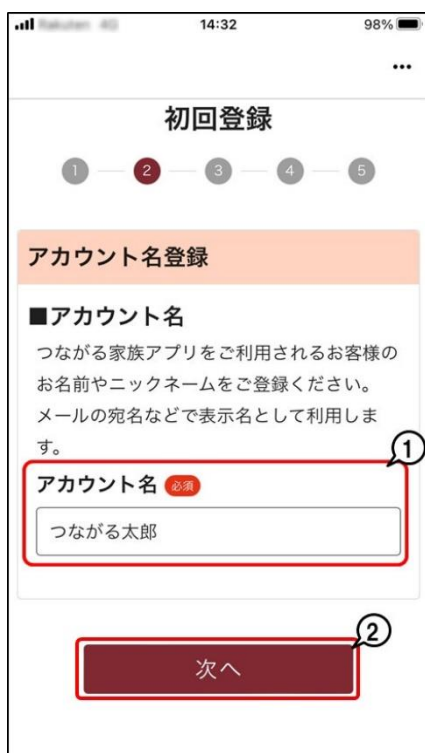 14:32 98%
•••
初回登録
1 2 3 4 5
アカウント名登録
■アカウント名
つながる家族アプリをご利用されるお客様の
お名前やニックネームをご登録ください。
メールの宛名などで表示名として利用しま
す。
①
アカウント名 必須
つながる太郎
②
次へ